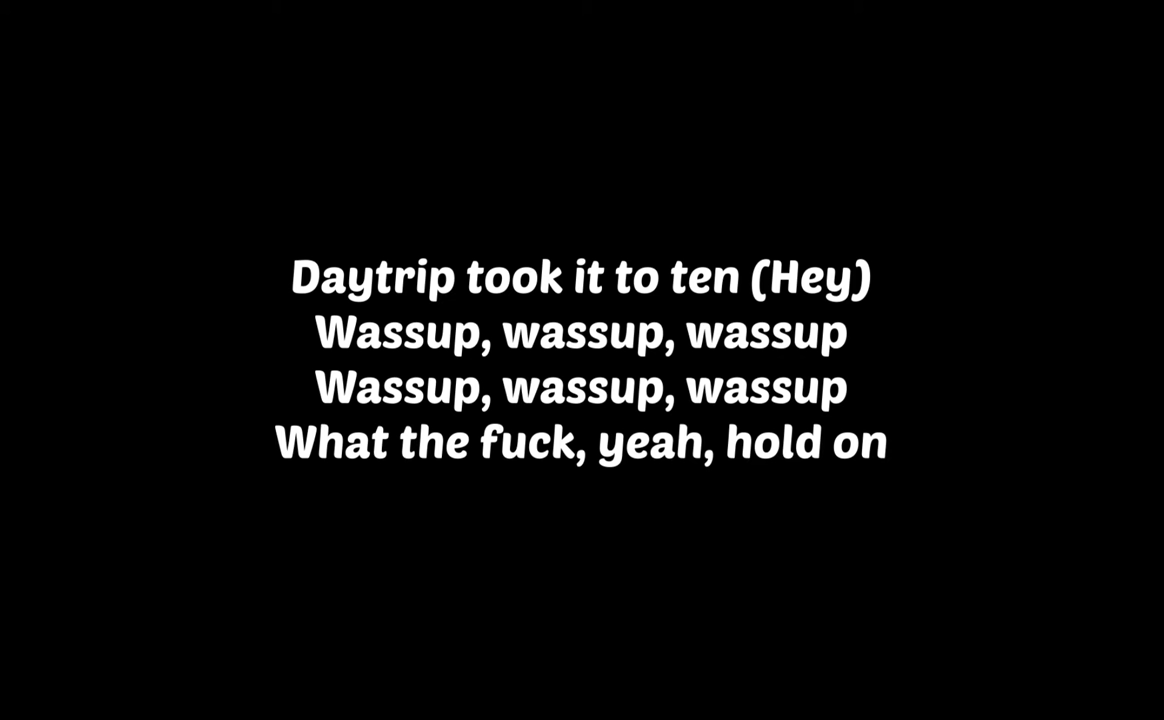 Daytrip took it to ten (Hey)
Wassup, wassup, wassup
Wassup, wassup, wassup
What the fuck, yeah, hold on